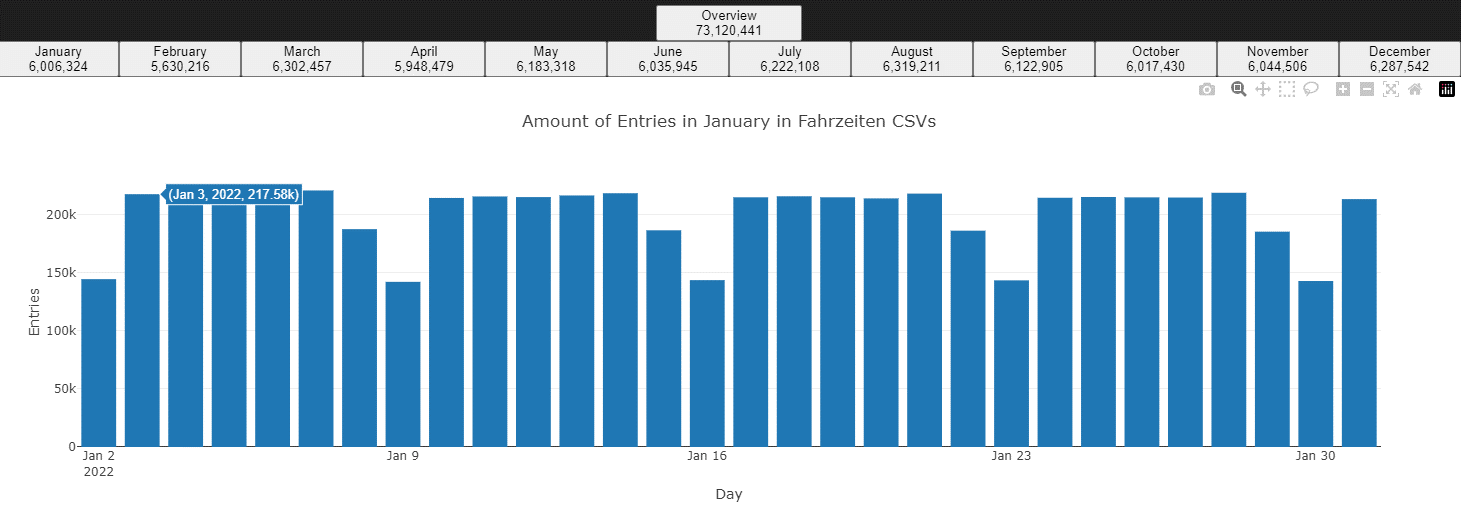 Overview
73,120,441
January
6,006,324
February
5,630,216
March
6,302,457
April
5,948,479
May
6,183,318
June
6,035,945
July
6,222,108
August
6,319,211
September
6,122,905
October
6,017,430
November
6,044,506
December
6,287,542
Amount of Entries in January in Fahrzeiten CSVs
(Jan 3, 2022, 217.58k)
200k
150k
100k
50k
0
Entries
Jan 2
2022
Jan 9
Jan 16
Jan 23
Jan 30
Day